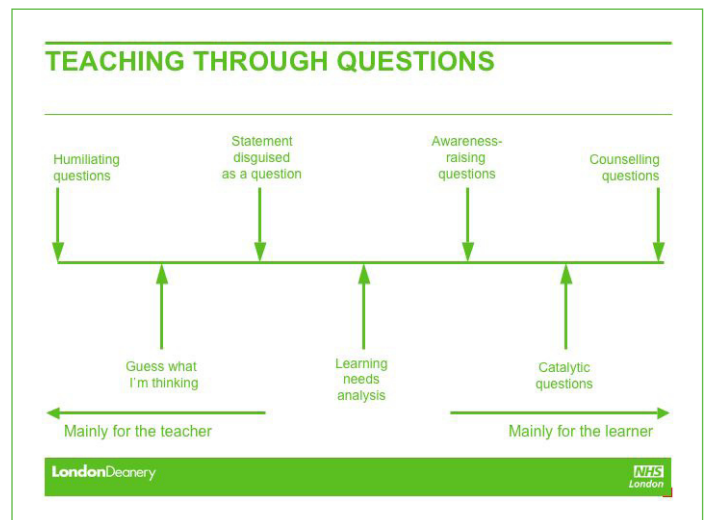 TEACHING THROUGH QUESTIONS
Humiliating
questions
Statement
disguised
as a question
Awareness-
raising
questions
Counselling
questions
Guess what
I`m thinking
Learning
needs
analysis
Catalytic
questions
Mainly for the teacher
Mainly for the learner
LondonDeanery
NHS
London